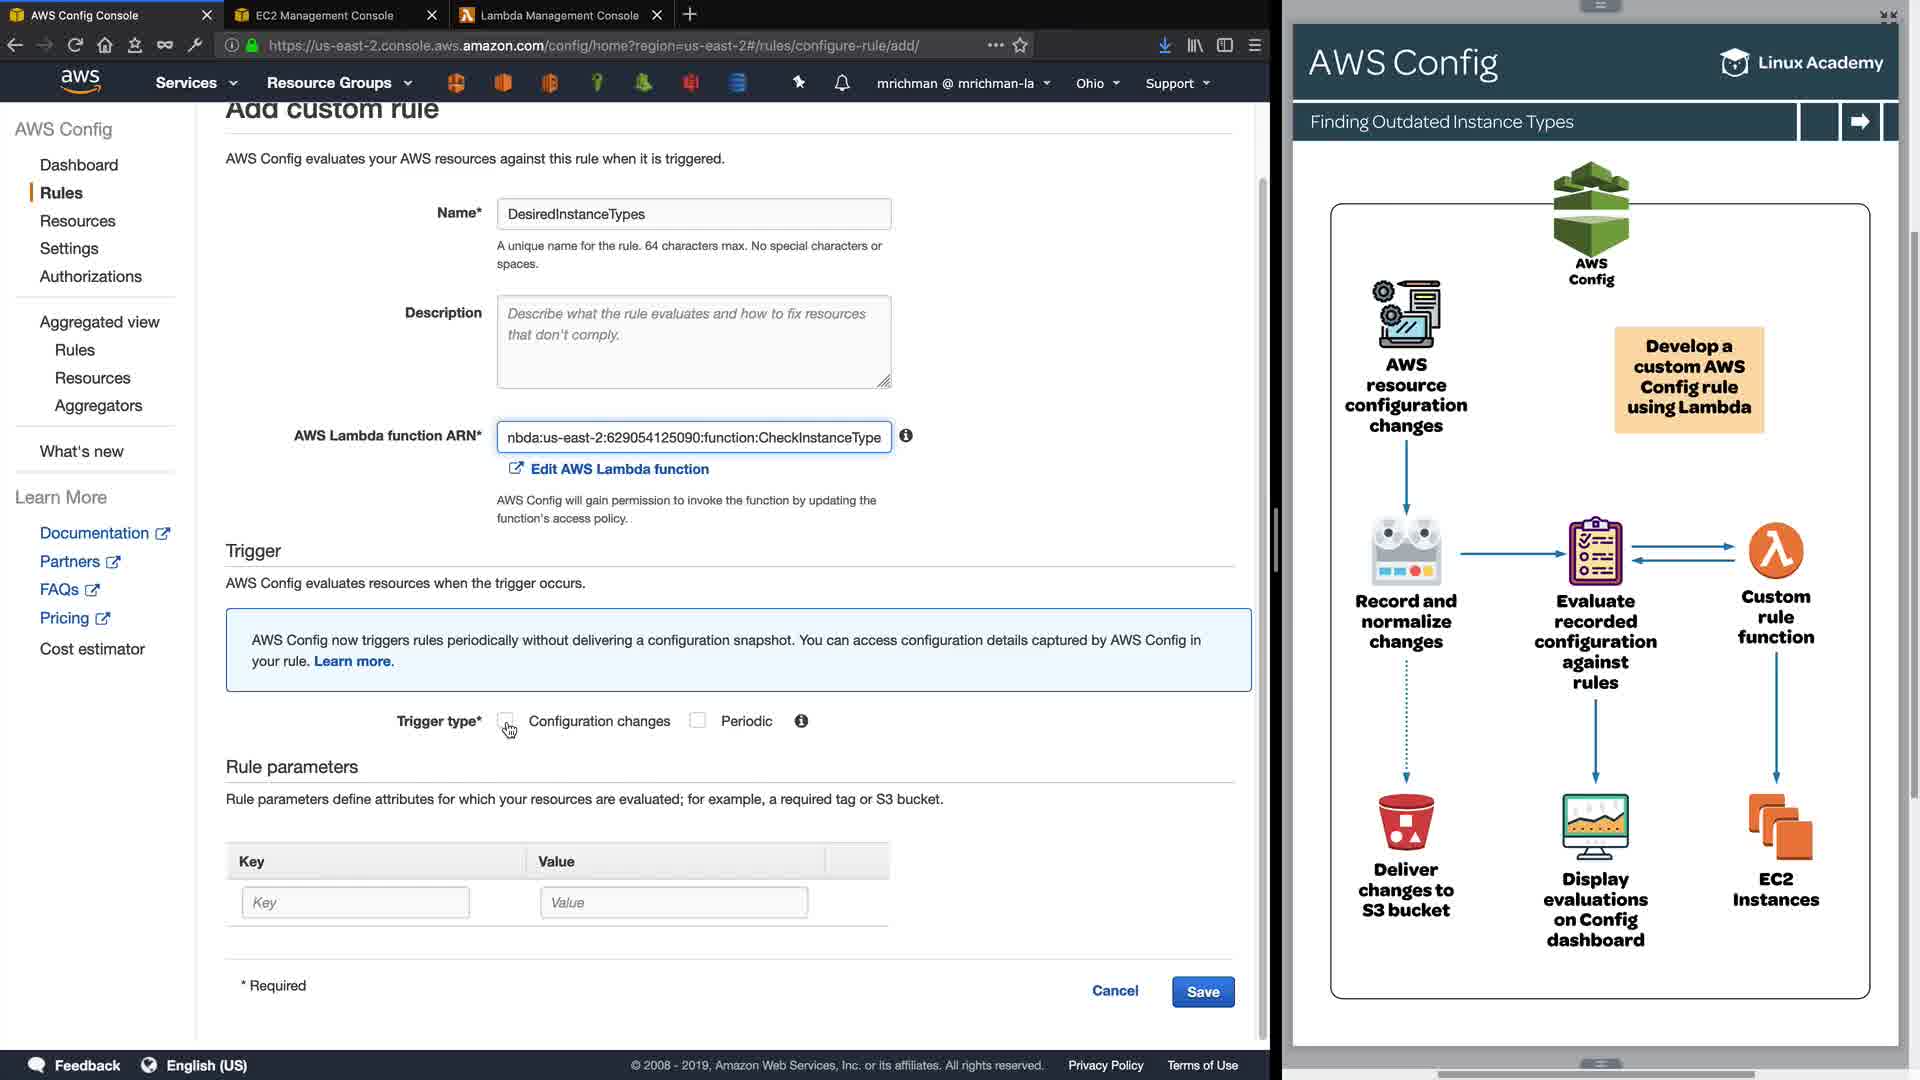 AWS Config Console
EC2 Management Console
Lambda Management Console
https://us-east-2.console.aws.amazon.com/config/home?region=us-east-2#/rules/configure-rule/add/
aws
Services
Resource Groups
mrichman @ mrichman-la
Ohio
Support
AWS Config
Dashboard
Rules
Resources
Settings
Authorizations
Aggregated view
Rules
Resources
Aggregators
What's new
Learn More
Documentation
Partners
FAQs
Pricing
Cost estimator
Add custom rule
AWS Config evaluates your AWS resources against this rule when it is triggered.
Name*
DesiredInstanceTypes
A unique name for the rule. 64 characters max. No special characters or
spaces.
Description
Describe what the rule evaluates and how to fix resources
that don't comply.
AWS Lambda function ARN*
nbda:us-east-2:629054125090:function:CheckInstanceType
Edit AWS Lambda function
AWS Config will gain permission to invoke the function by updating the
function's access policy.
Trigger
AWS Config evaluates resources when the trigger occurs.
AWS Config now triggers rules periodically without delivering a configuration snapshot. You can access configuration details captured by AWS Config in
your rule. Learn more.
Trigger type*
Configuration changes
Periodic
Rule parameters
Rule parameters define attributes for which your resources are evaluated; for example, a required tag or S3 bucket.
Key
Value
Key
Value
* Required
Cancel
Save
Feedback
English (US)
© 2008 - 2019, Amazon Web Services, Inc. or its affiliates. All rights reserved.
Privacy Policy
Terms of Use
AWS Config
Linux Academy
Finding Outdated Instance Types
AWS
Config
AWS
resource
configuration
changes
Develop a
custom AWS
Config rule
using Lambda
Record and
normalize
changes
Evaluate
recorded
configuration
against
rules
Custom
rule
function
Deliver
changes to
S3 bucket
Display
evaluations
on Config
dashboard
EC2
Instances